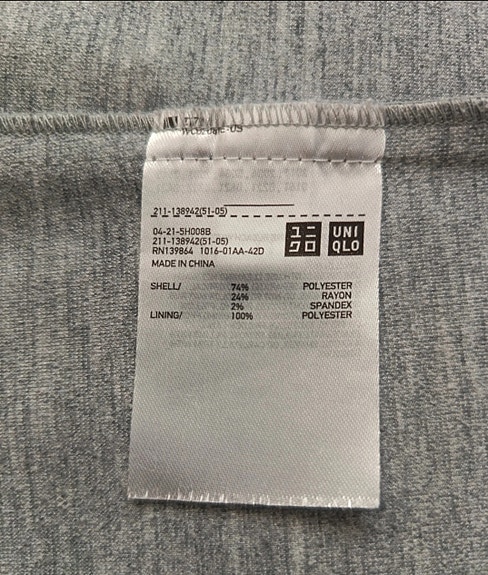 211-138942(51-05)
04-21-5H008B
211-138942(51-05)
RN139864 1016-01AA-42D
MADE IN CHINA
ユニ
クロ
UNI
QLO
SHELL/ 74% POLYESTER
24% RAYON
2% SPANDEX
LINING/ 100% POLYESTER